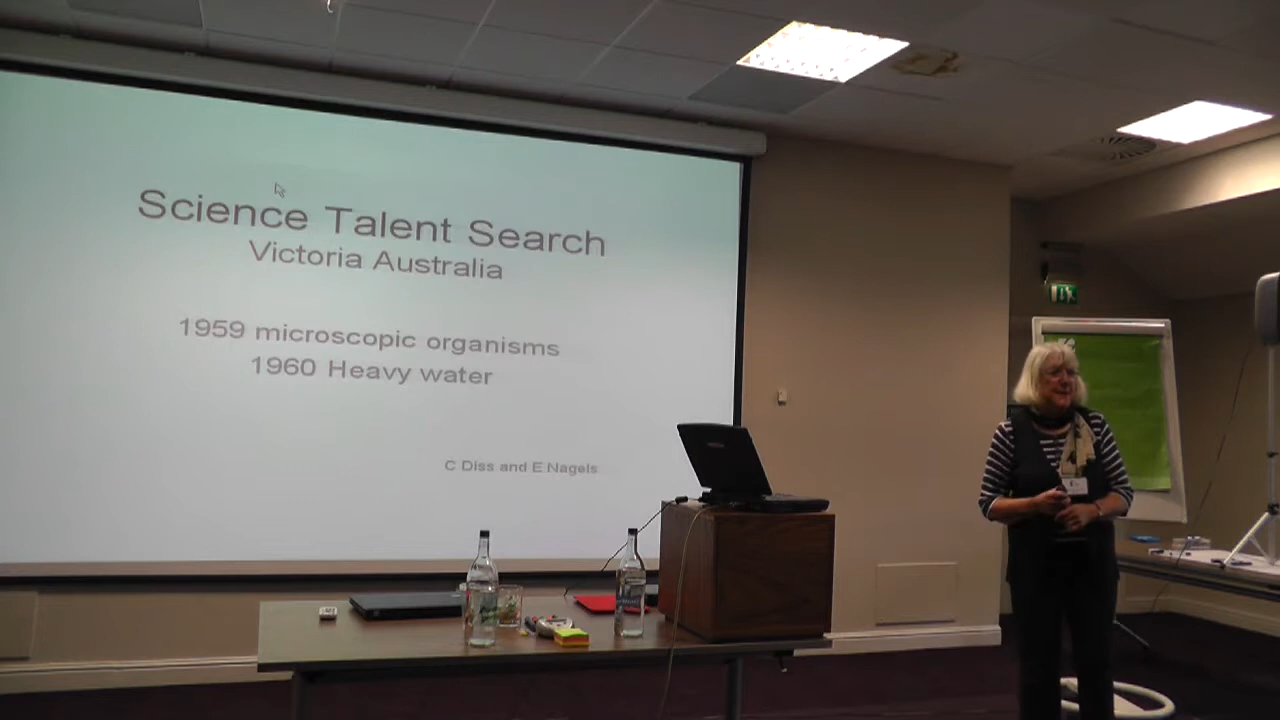 Science Talent Search
Victoria Australia
1959 microscopic organisms
1960 Heavy water
C Diss and E Nagels